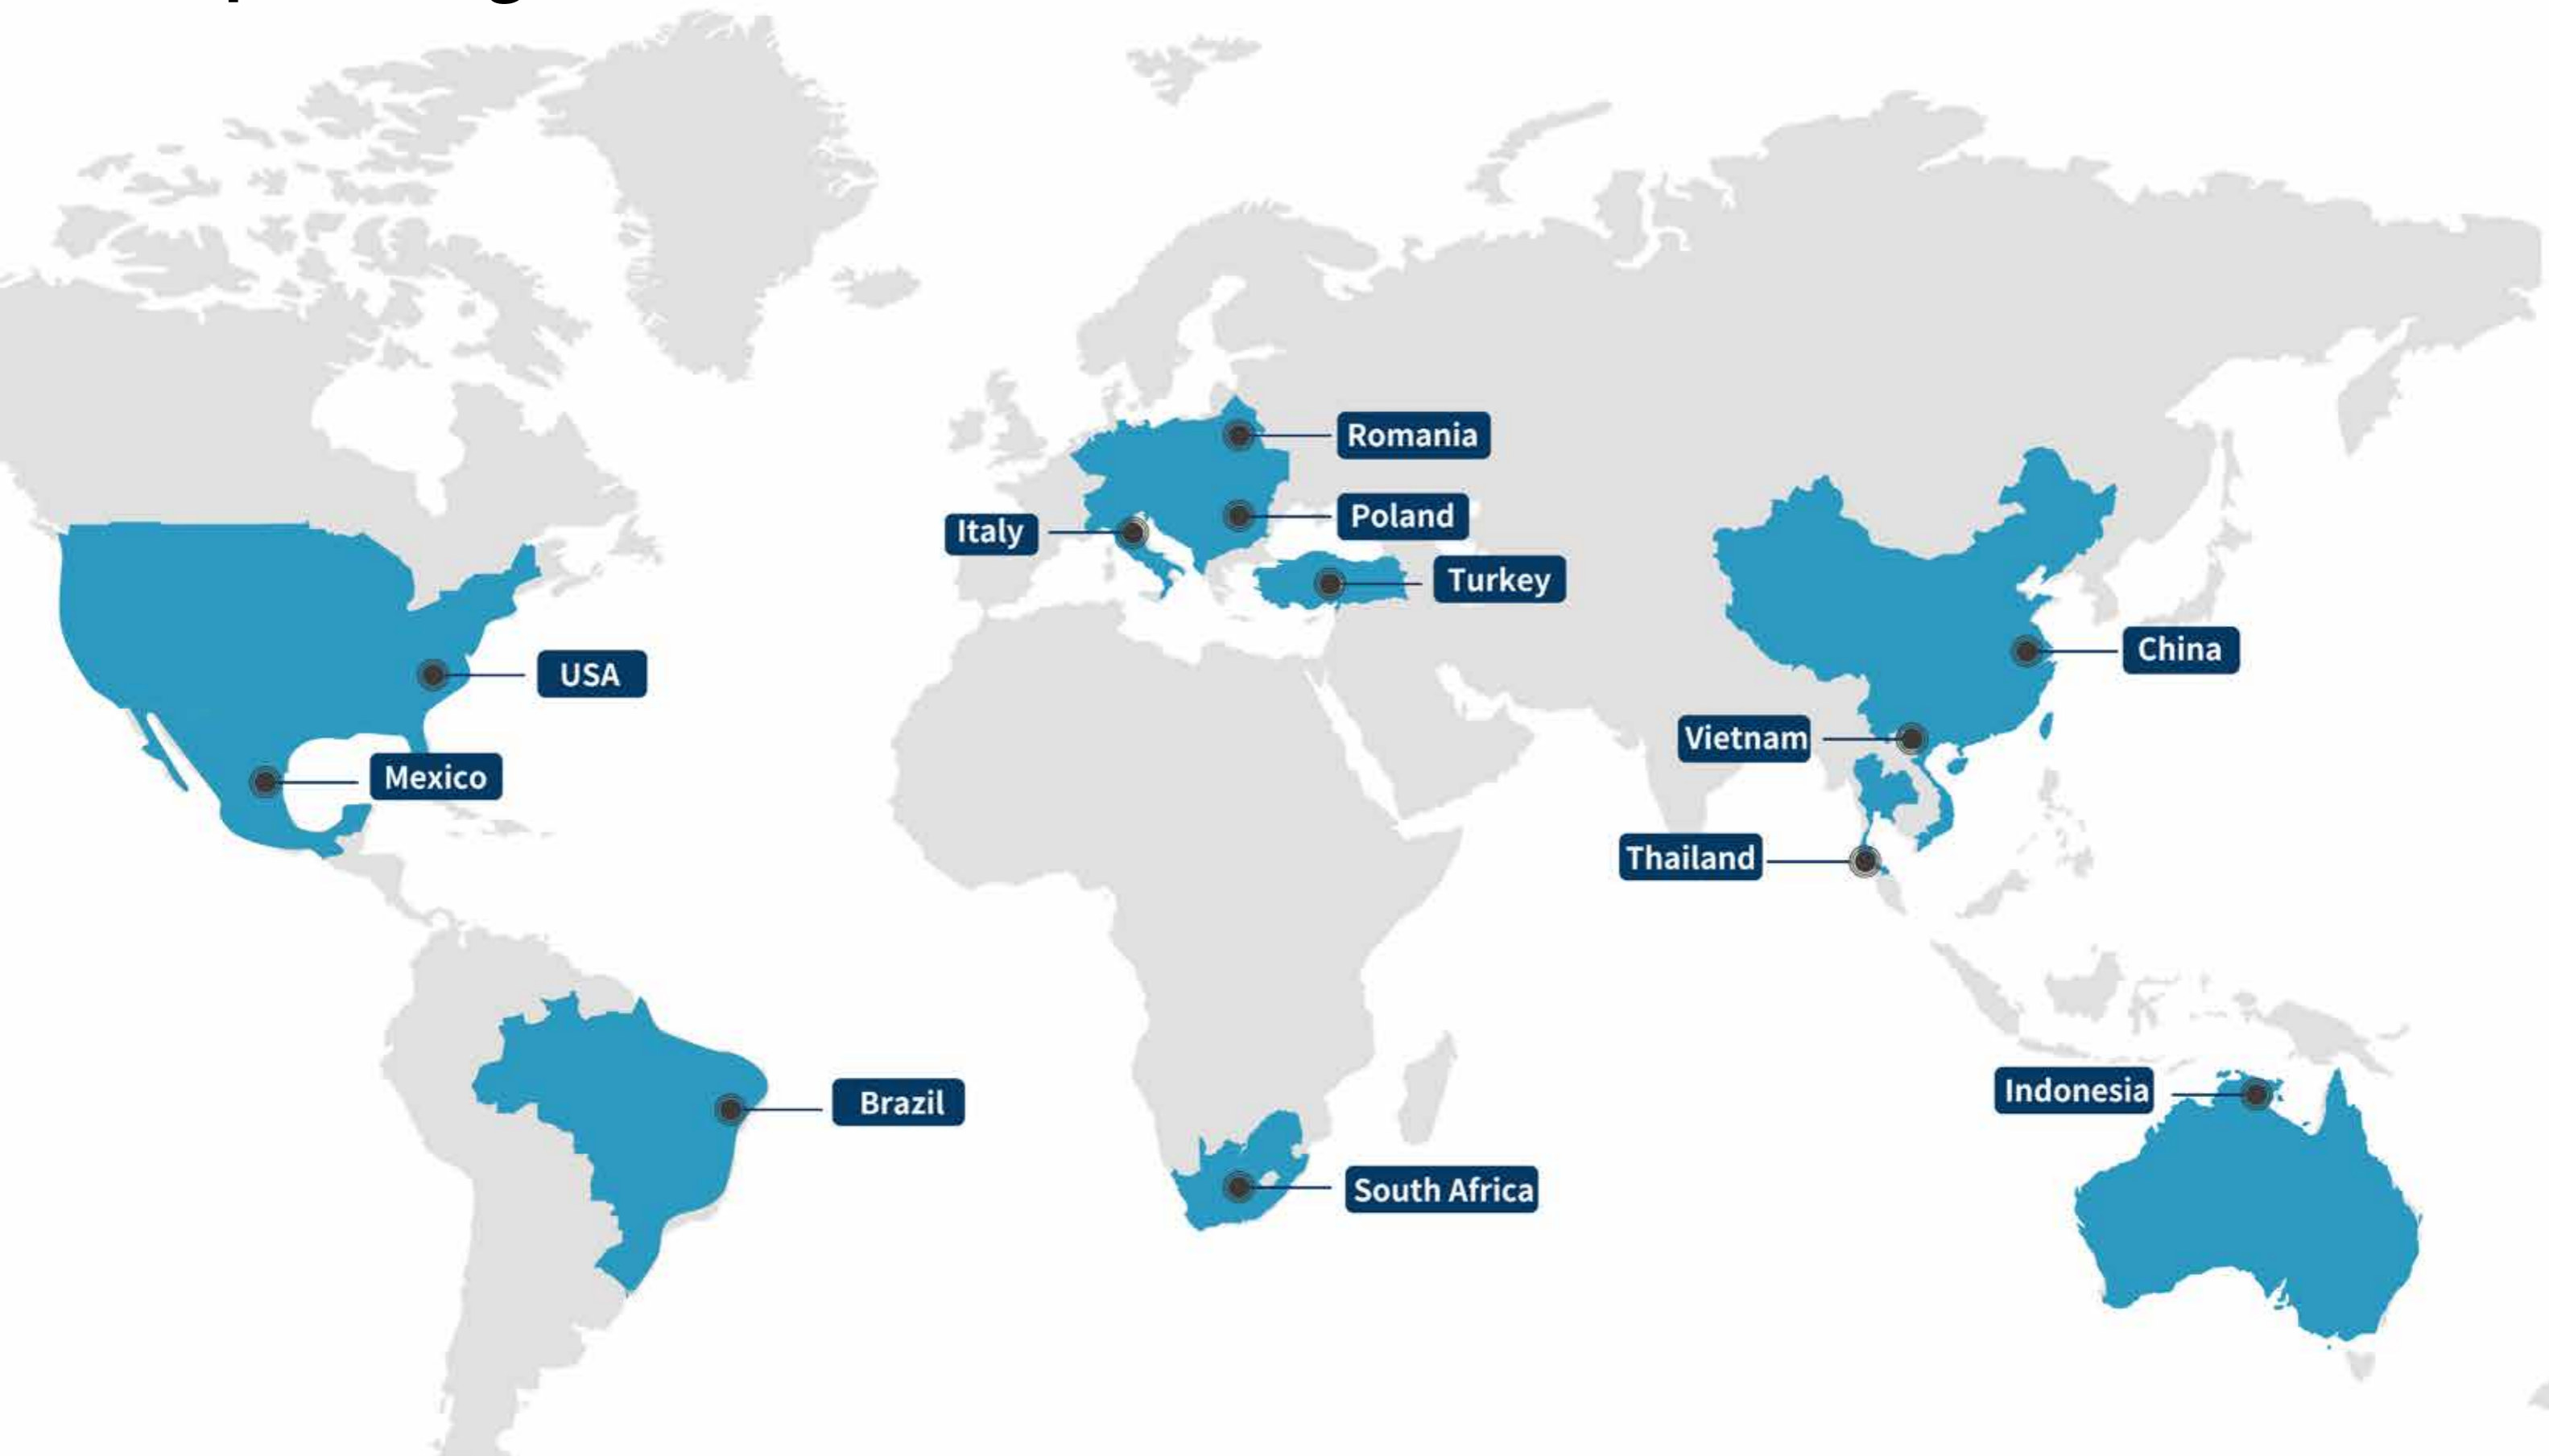 Romania
Poland
Italy
Turkey
China
USA
Vietnam
Mexico
Thailand
Indonesia
Brazil
South Africa